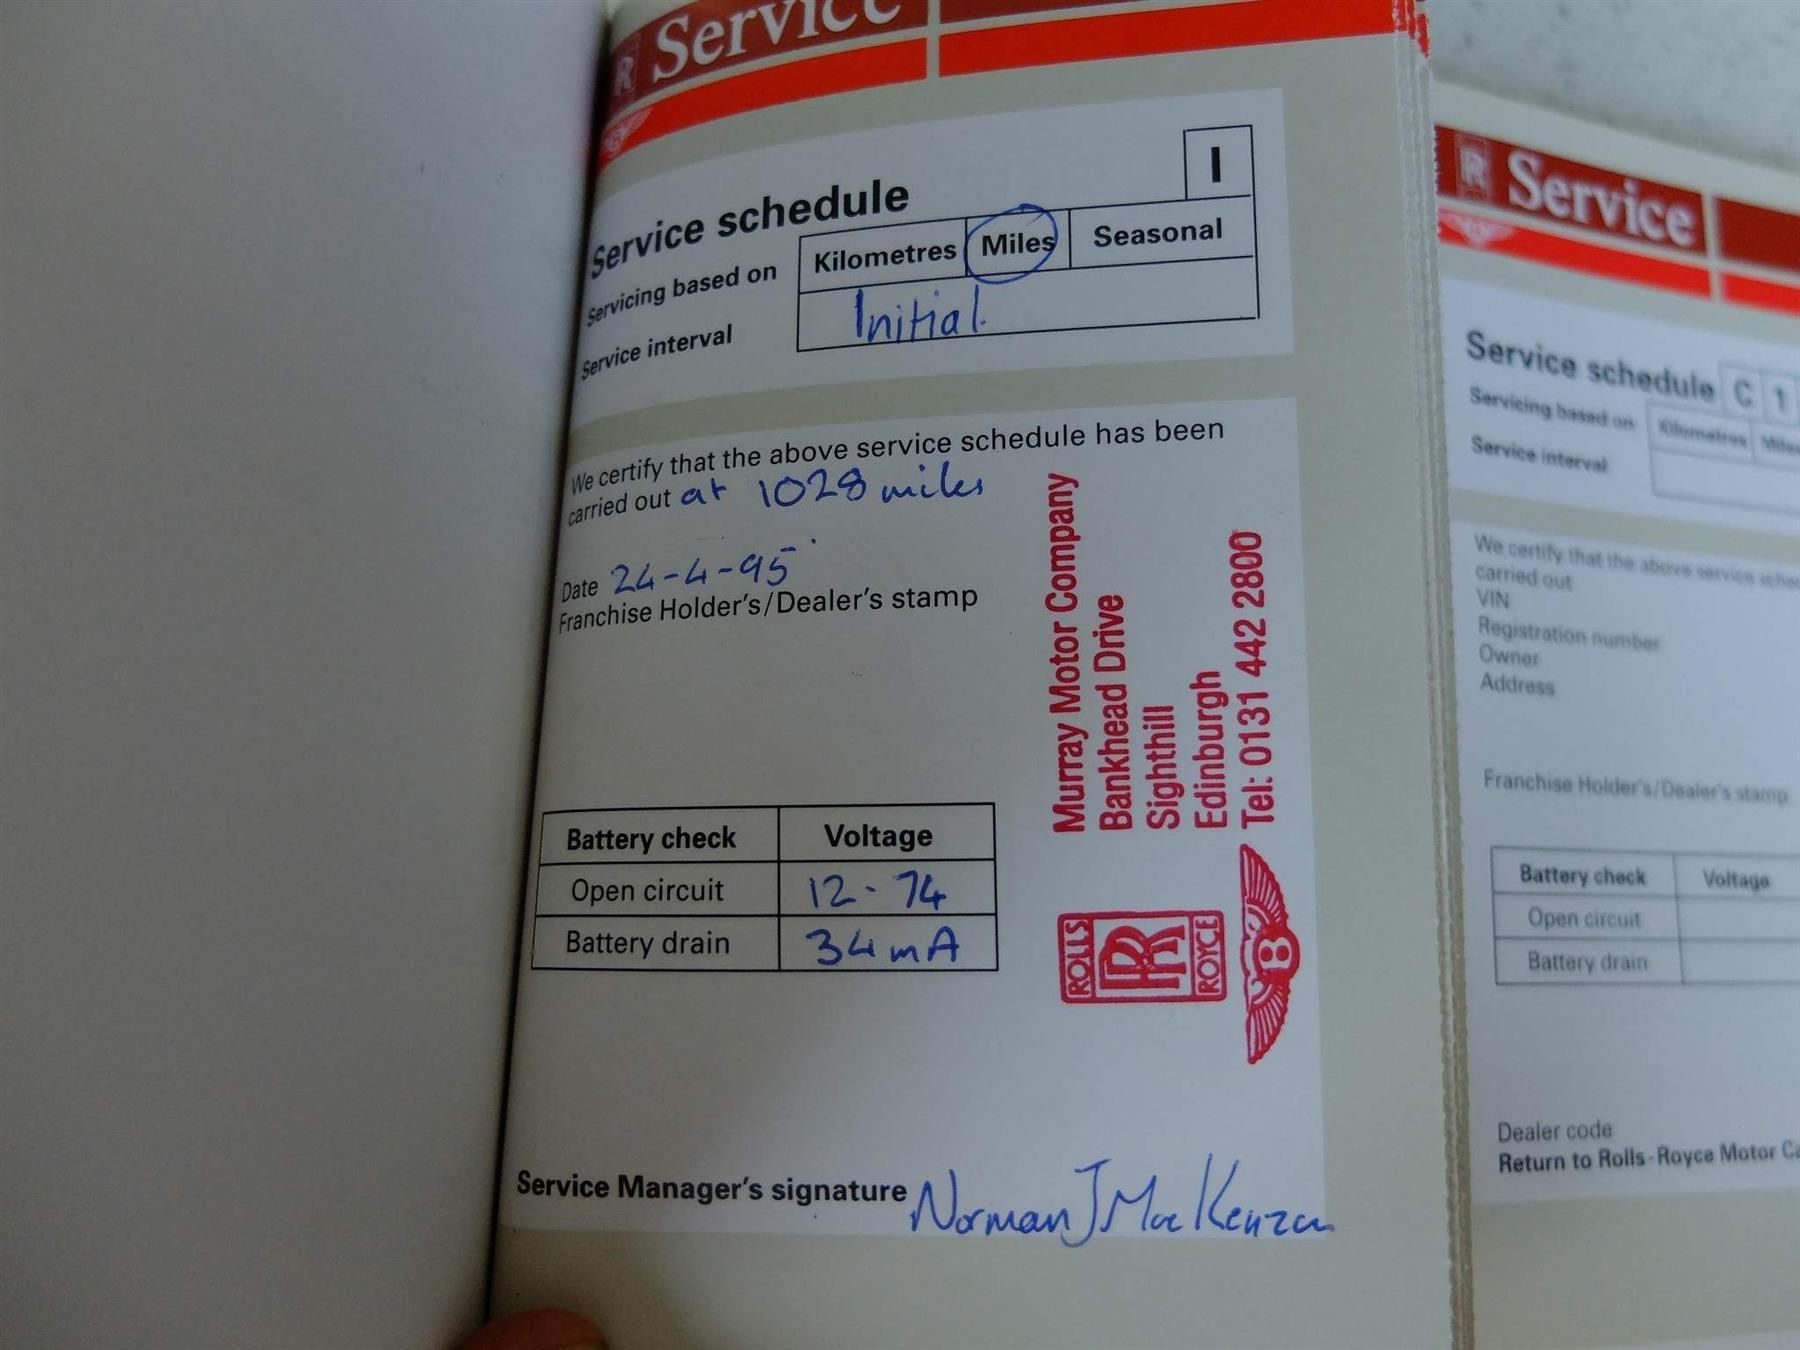 Service
Service schedule
I
Servicing based on
Kilometres
Miles
Seasonal
Service interval
Initial.
We certify that the above service schedule has been
carried out at 1028 miles
Date 24-4-95
Franchise Holder's/Dealer's stamp
Murray Motor Company
Bankhead Drive
Sighthill
Edinburgh
Tel: 0131 442 2800
ROLLS
RR
ROYCE
B
Battery check
Voltage
Open circuit
12-74
Battery drain
34mA
Service Manager's signature Norman J MacKenzie
Service
Service schedule C 1
Servicing based on
Kilometres
Miles
Service interval
We certify that the above service
carried out
VIN
Registration number
Owner
Address
Franchise Holder's/Dealer's stamp
Battery check
Voltage
Open circuit
Battery drain
Dealer code
Return to Rolls-Royce Motor